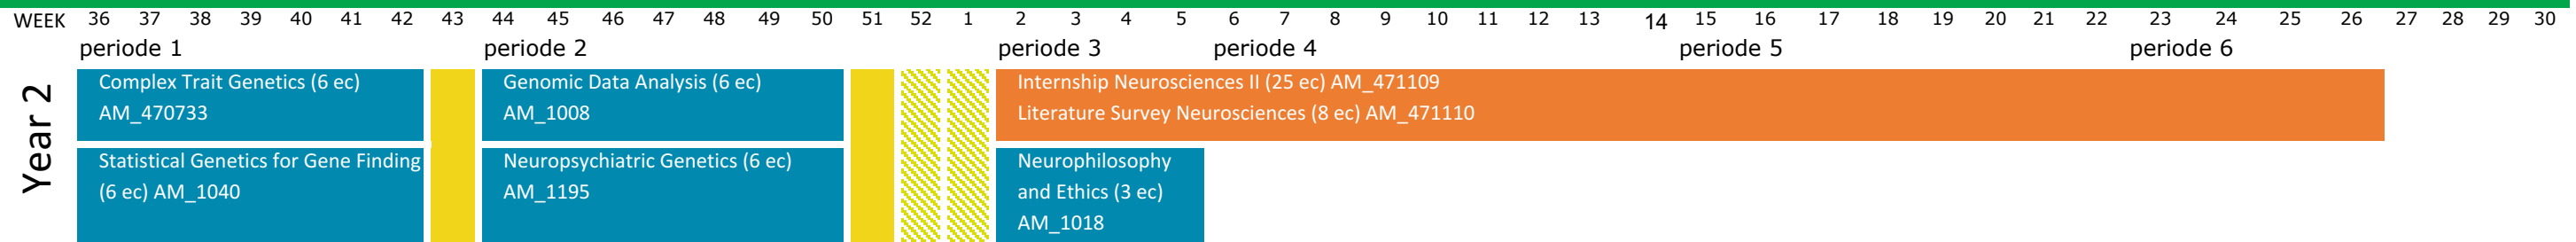 WEEK 36 37 38 39 40 41 42 43 44 45 46 47 48 49 50 51 52 1 2 3 4 5 6 7 8 9 10 11 12 13 14 15 16 17 18 19 20 21 22 23 24 25 26 27 28 29 30
periode 1 periode 2 periode 3 periode 4 periode 5 periode 6
Year 2
Complex Trait Genetics (6 ec)
AM_470733
Genomic Data Analysis (6 ec)
AM_1008
Internship Neurosciences II (25 ec) AM_471109
Literature Survey Neurosciences (8 ec) AM_471110
Statistical Genetics for Gene Finding
(6 ec) AM_1040
Neuropsychiatric Genetics (6 ec)
AM_1195
Neurophilosophy
and Ethics (3 ec)
AM_1018